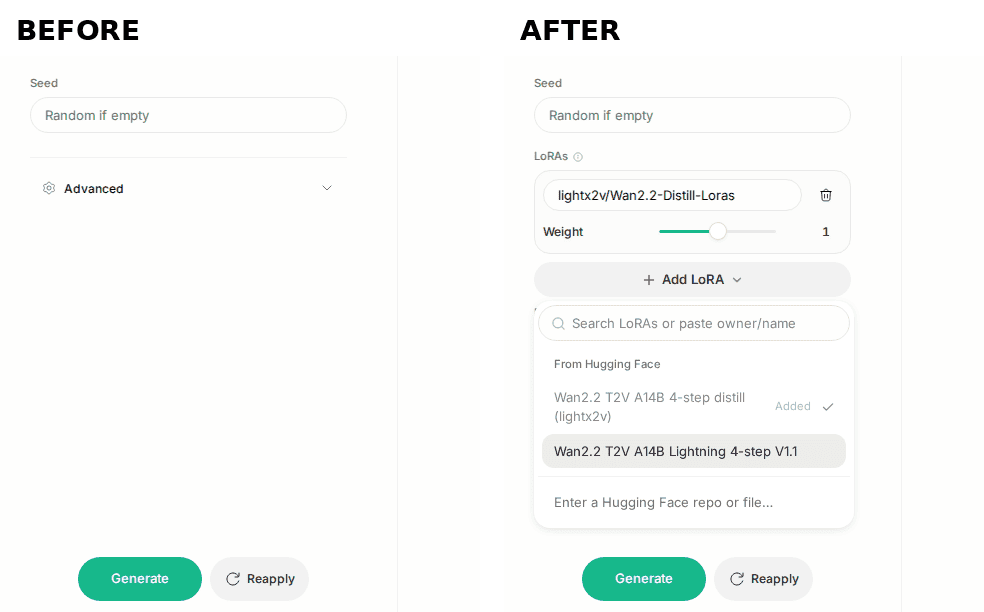 BEFORE
Seed
Random if empty
Advanced
Generate
Reapply
AFTER
Seed
Random if empty
LoRAs
lightx2v/Wan2.2-Distill-Loras
Weight
1
Add LoRA
Search LoRAs or paste owner/name
From Hugging Face
Wan2.2 T2V A14B 4-step distill
(lightx2v)
Added
Wan2.2 T2V A14B Lightning 4-step V1.1
Enter a Hugging Face repo or file...
Generate
Reapply